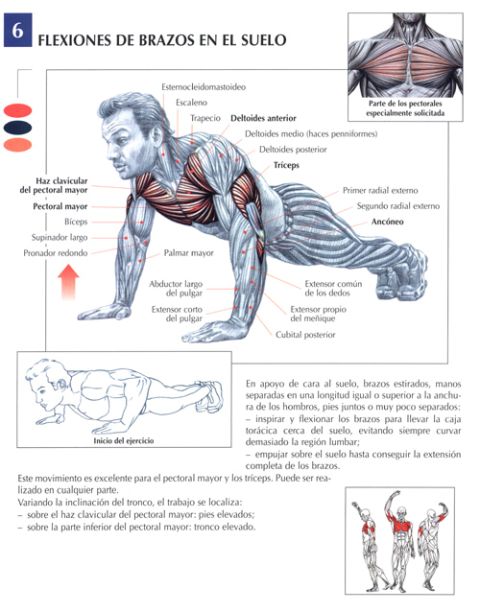 6
FLEXIONES DE BRAZOS EN EL SUELO
Parte de los pectorales
especialmente solicitada
Esternocleidomastoideo
Escaleno
Trapecio
Deltoides anterior
Deltoides medio (haces penniformes)
Deltoides posterior
Tríceps
Haz clavicular
del pectoral mayor
Pectoral mayor
Bíceps
Supinador largo
Pronador redondo
Primer radial externo
Segundo radial externo
Ancóneo
Palmar mayor
Abductor largo
del pulgar
Extensor corto
del pulgar
Extensor común
de los dedos
Extensor propio
del meñique
Cubital posterior
Inicio del ejercicio
En apoyo de cara al suelo, brazos estirados, manos
separadas en una longitud igual o superior a la anchu-
ra de los hombros, pies juntos o muy poco separados:
– inspirar y flexionar los brazos para llevar la caja
torácica cerca del suelo, evitando siempre curvar
demasiado la región lumbar;
– empujar sobre el suelo hasta conseguir la extensión
completa de los brazos.
Este movimiento es excelente para el pectoral mayor y los tríceps. Puede ser rea-
lizado en cualquier parte.
Variando la inclinación del tronco, el trabajo se localiza:
– sobre el haz clavicular del pectoral mayor: pies elevados;
– sobre la parte inferior del pectoral mayor: tronco elevado.